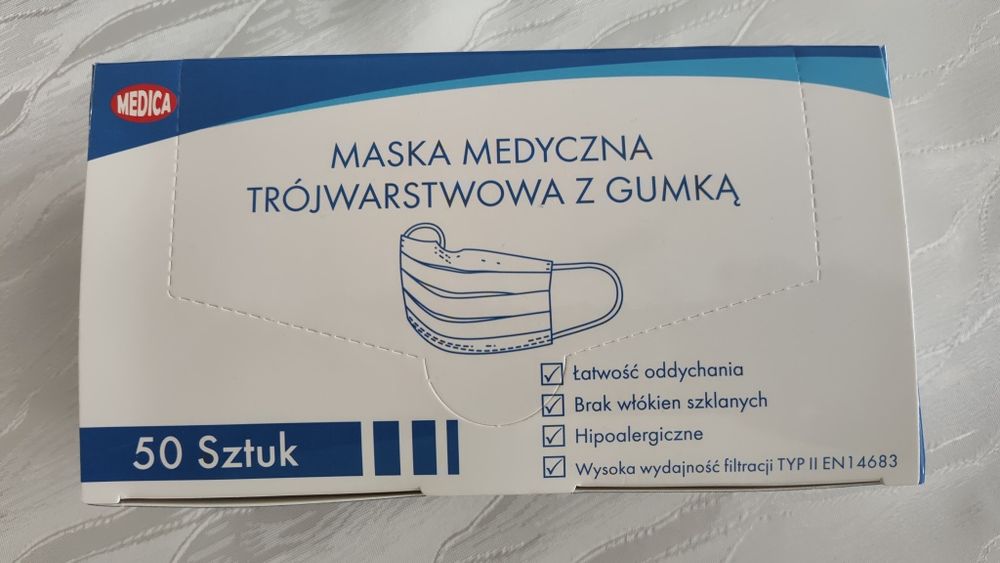 MEDICA
MASKA MEDYCZNA
TRÓJWARSTWOWA Z GUMKĄ
Łatwość oddychania
Brak włókien szklanych
Hipoalergiczne
Wysoka wydajność filtracji TYP II EN14683
50 Sztuk